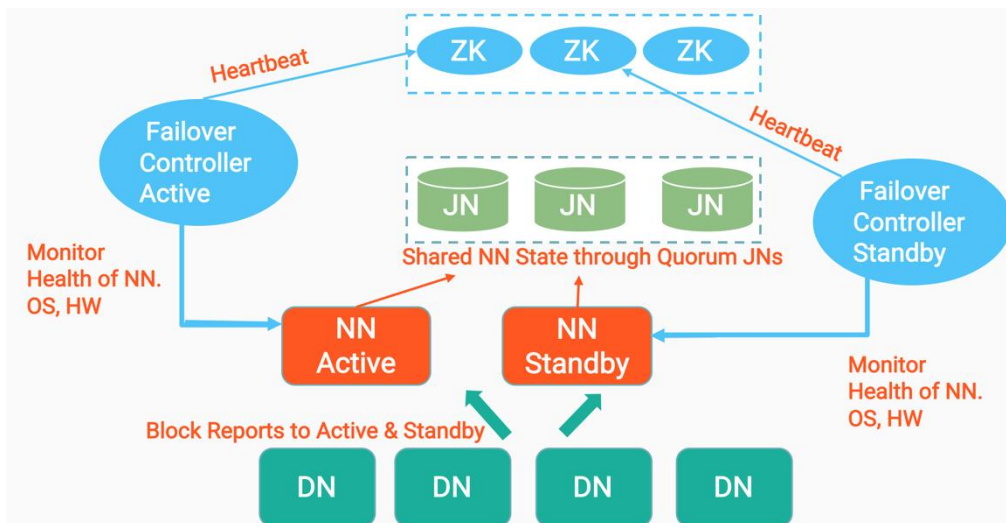 ZK
ZK
ZK
Heartbeat
Heartbeat
Failover
Controller
Active
JN
JN
JN
Failover
Controller
Standby
Shared NN State through Quorum JNs
Monitor
Health of NN.
OS, HW
NN
Active
NN
Standby
Monitor
Health of NN.
OS, HW
Block Reports to Active & Standby
DN
DN
DN
DN